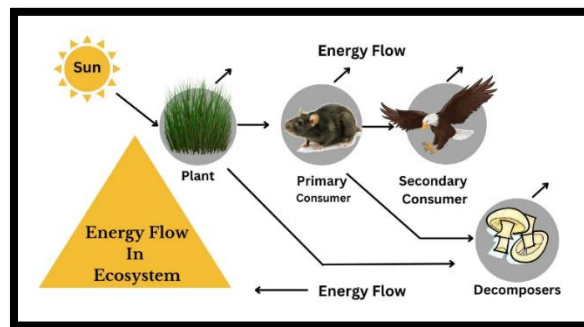 Energy Flow
Sun
Plant
Primary
Consumer
Secondary
Consumer
Energy Flow
In
Ecosystem
Energy Flow
Decomposers